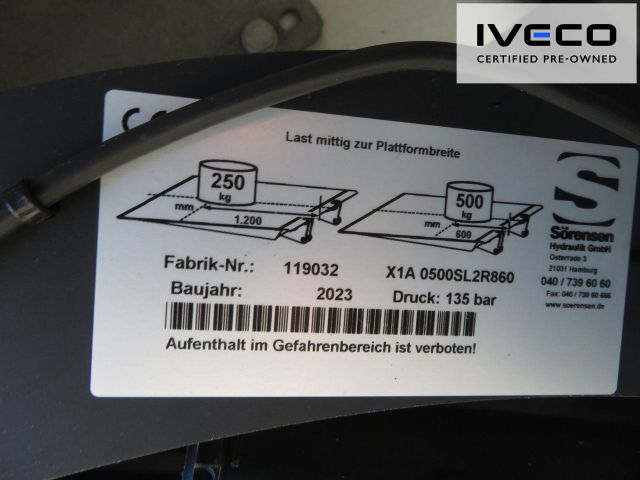 IVECO
CERTIFIED PRE-OWNED
Last mittig zur Plattformbreite
250
kg
mm
1.200
500
kg
mm
600
Sörensen
Hydraulik GmbH
Osterrade 3
21031 Hamburg
040 / 739 60 60
Fax: 040 / 739 60 666
www.soerensen.de
Fabrik-Nr.: 119032 X1A 0500SL2R860
Baujahr: 2023 Druck: 135 bar
Aufenthalt im Gefahrenbereich ist verboten!